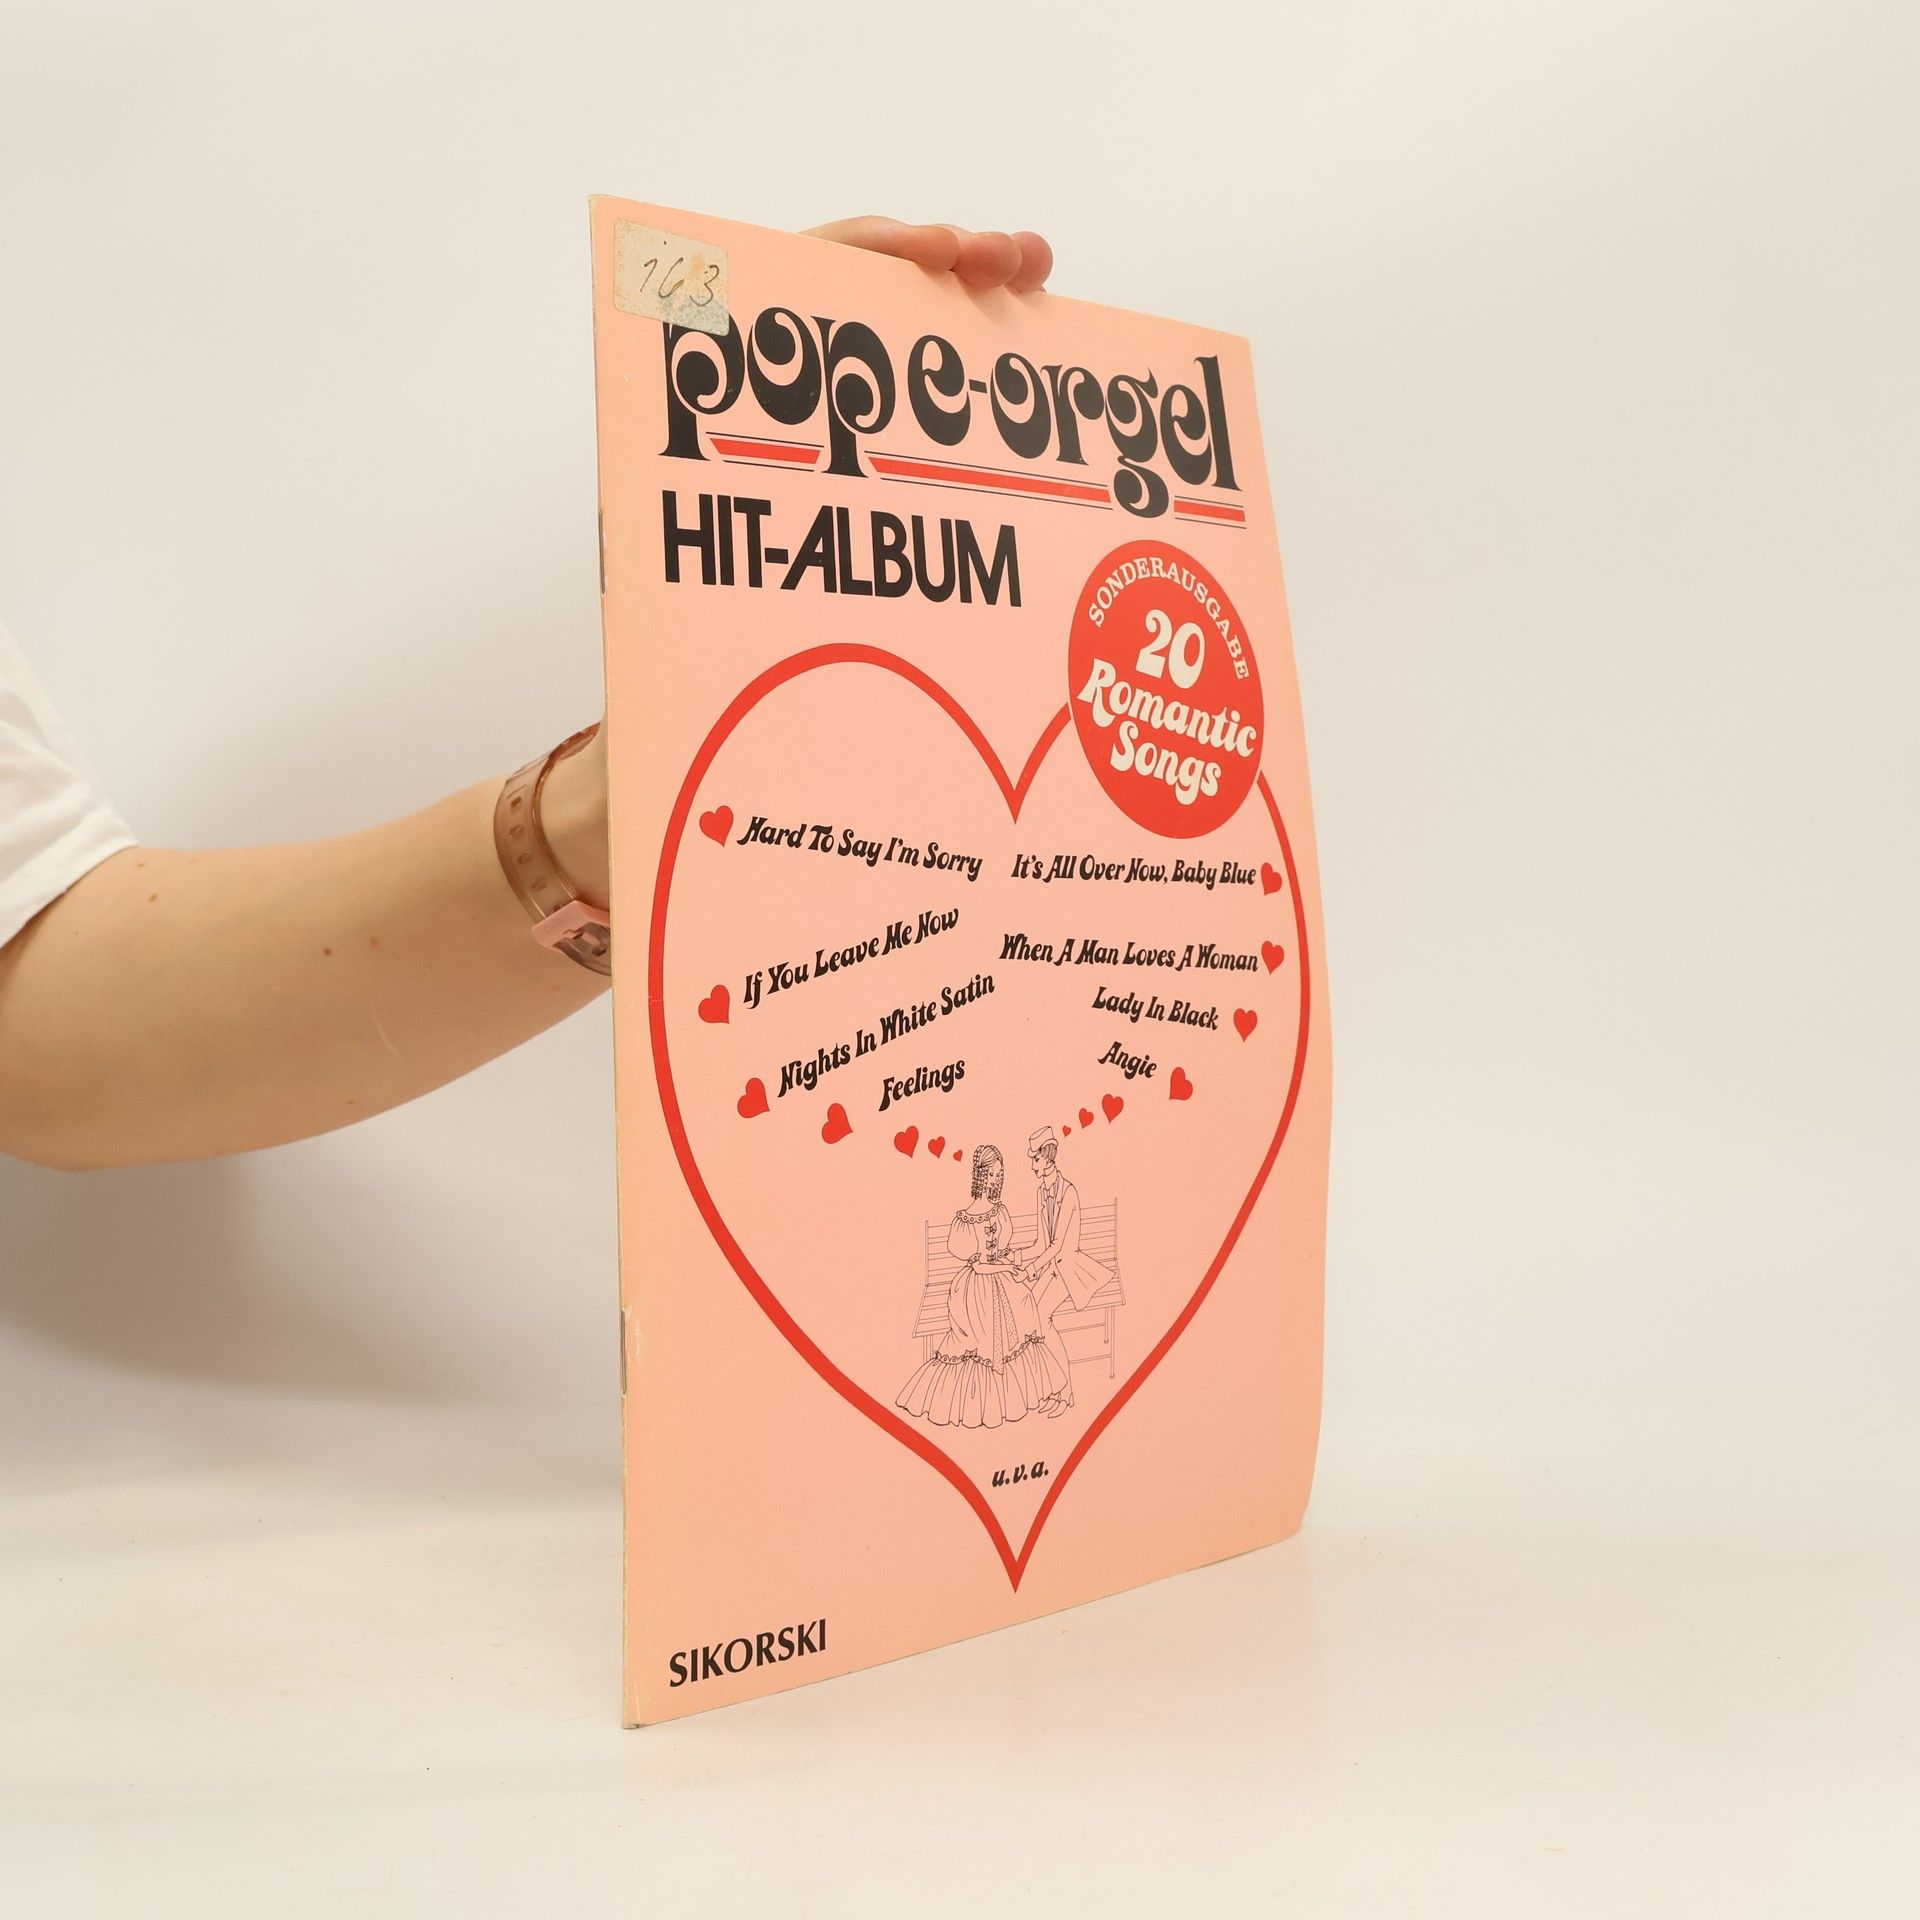 163
pop e-orgel
HIT-ALBUM
SONDERAUSGABE
20
Romantic
Songs
Hard To Say I'm Sorry
It's All Over Now, Baby Blue
If You Leave Me Now
When A Man Loves A Woman
Nights In White Satin
Lady In Black
Feelings
Angie
u.v.a.
SIKORSKI